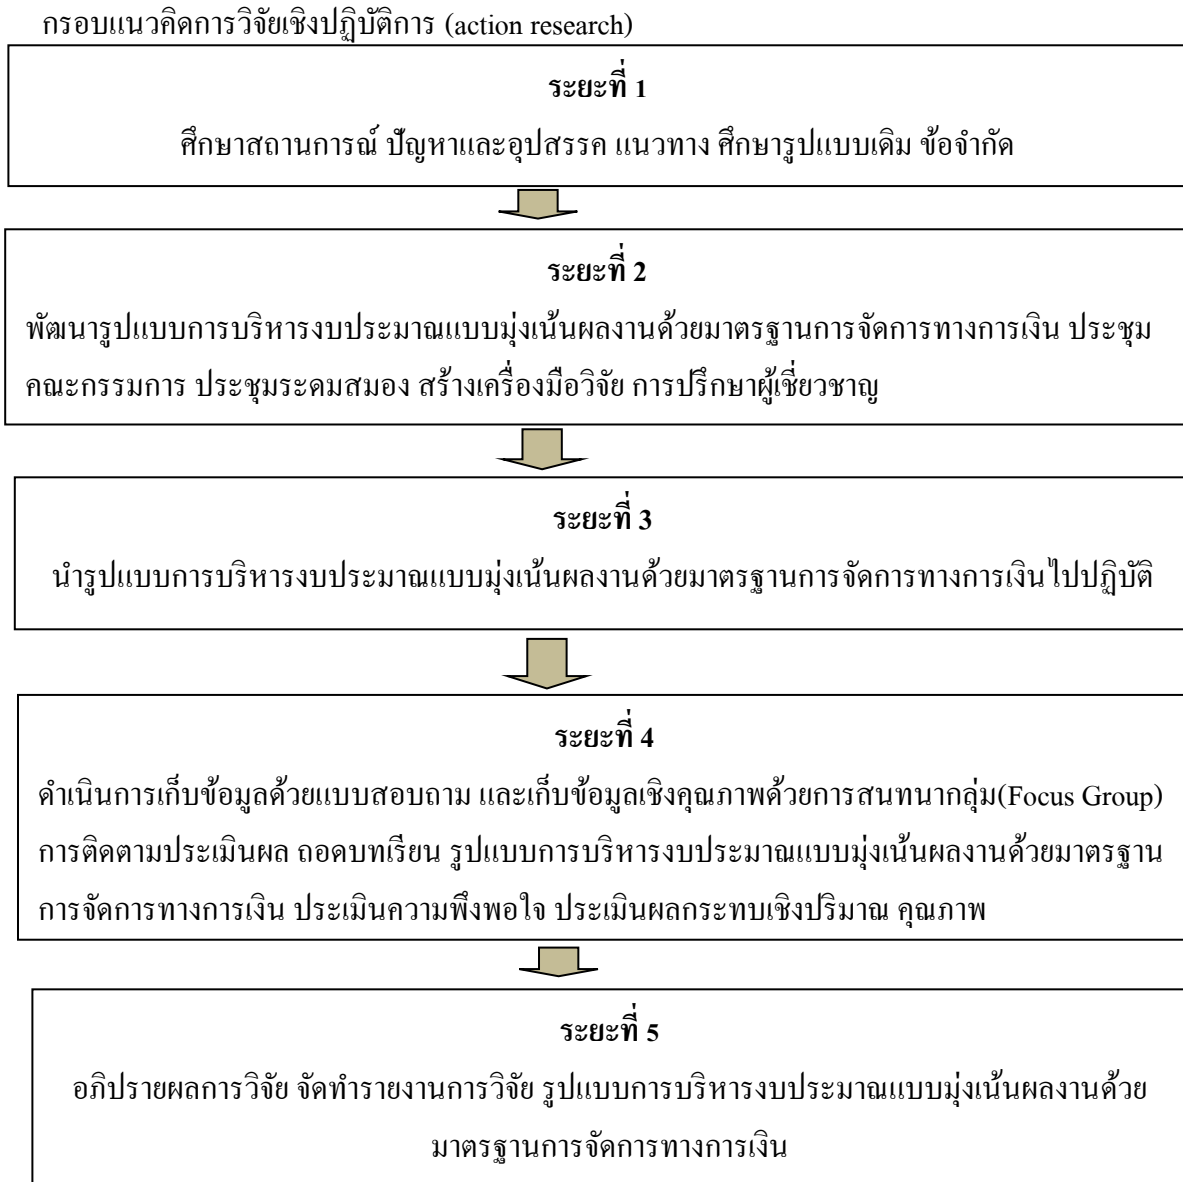 กรอบแนวคิดการวิจัยเชิงปฏิบัติการ (action research)
ระยะที่ 1
ศึกษาสถานการณ์ ปัญหาและอุปสรรค แนวทาง ศึกษารูปแบบเดิม ข้อจำกัด
ระยะที่ 2
พัฒนารูปแบบการบริหารงบประมาณแบบมุ่งเน้นผลงานด้วยมาตรฐานการจัดการทางการเงิน ประชุม
คณะกรรมการ ประชุมระดมสมอง สร้างเครื่องมือวิจัย การปรึกษาผู้เชี่ยวชาญ
ระยะที่ 3
นำรูปแบบการบริหารงบประมาณแบบมุ่งเน้นผลงานด้วยมาตรฐานการจัดการทางการเงินไปปฏิบัติ
ระยะที่ 4
ดำเนินการเก็บข้อมูลด้วยแบบสอบถาม และเก็บข้อมูลเชิงคุณภาพด้วยการสนทนากลุ่ม(Focus Group)
การติดตามประเมินผล ถอดบทเรียน รูปแบบการบริหารงบประมาณแบบมุ่งเน้นผลงานด้วยมาตรฐาน
การจัดการทางการเงิน ประเมินความพึงพอใจ ประเมินผลกระทบเชิงปริมาณ คุณภาพ
ระยะที่ 5
อภิปรายผลการวิจัย จัดทำรายงานการวิจัย รูปแบบการบริหารงบประมาณแบบมุ่งเน้นผลงานด้วย
มาตรฐานการจัดการทางการเงิน